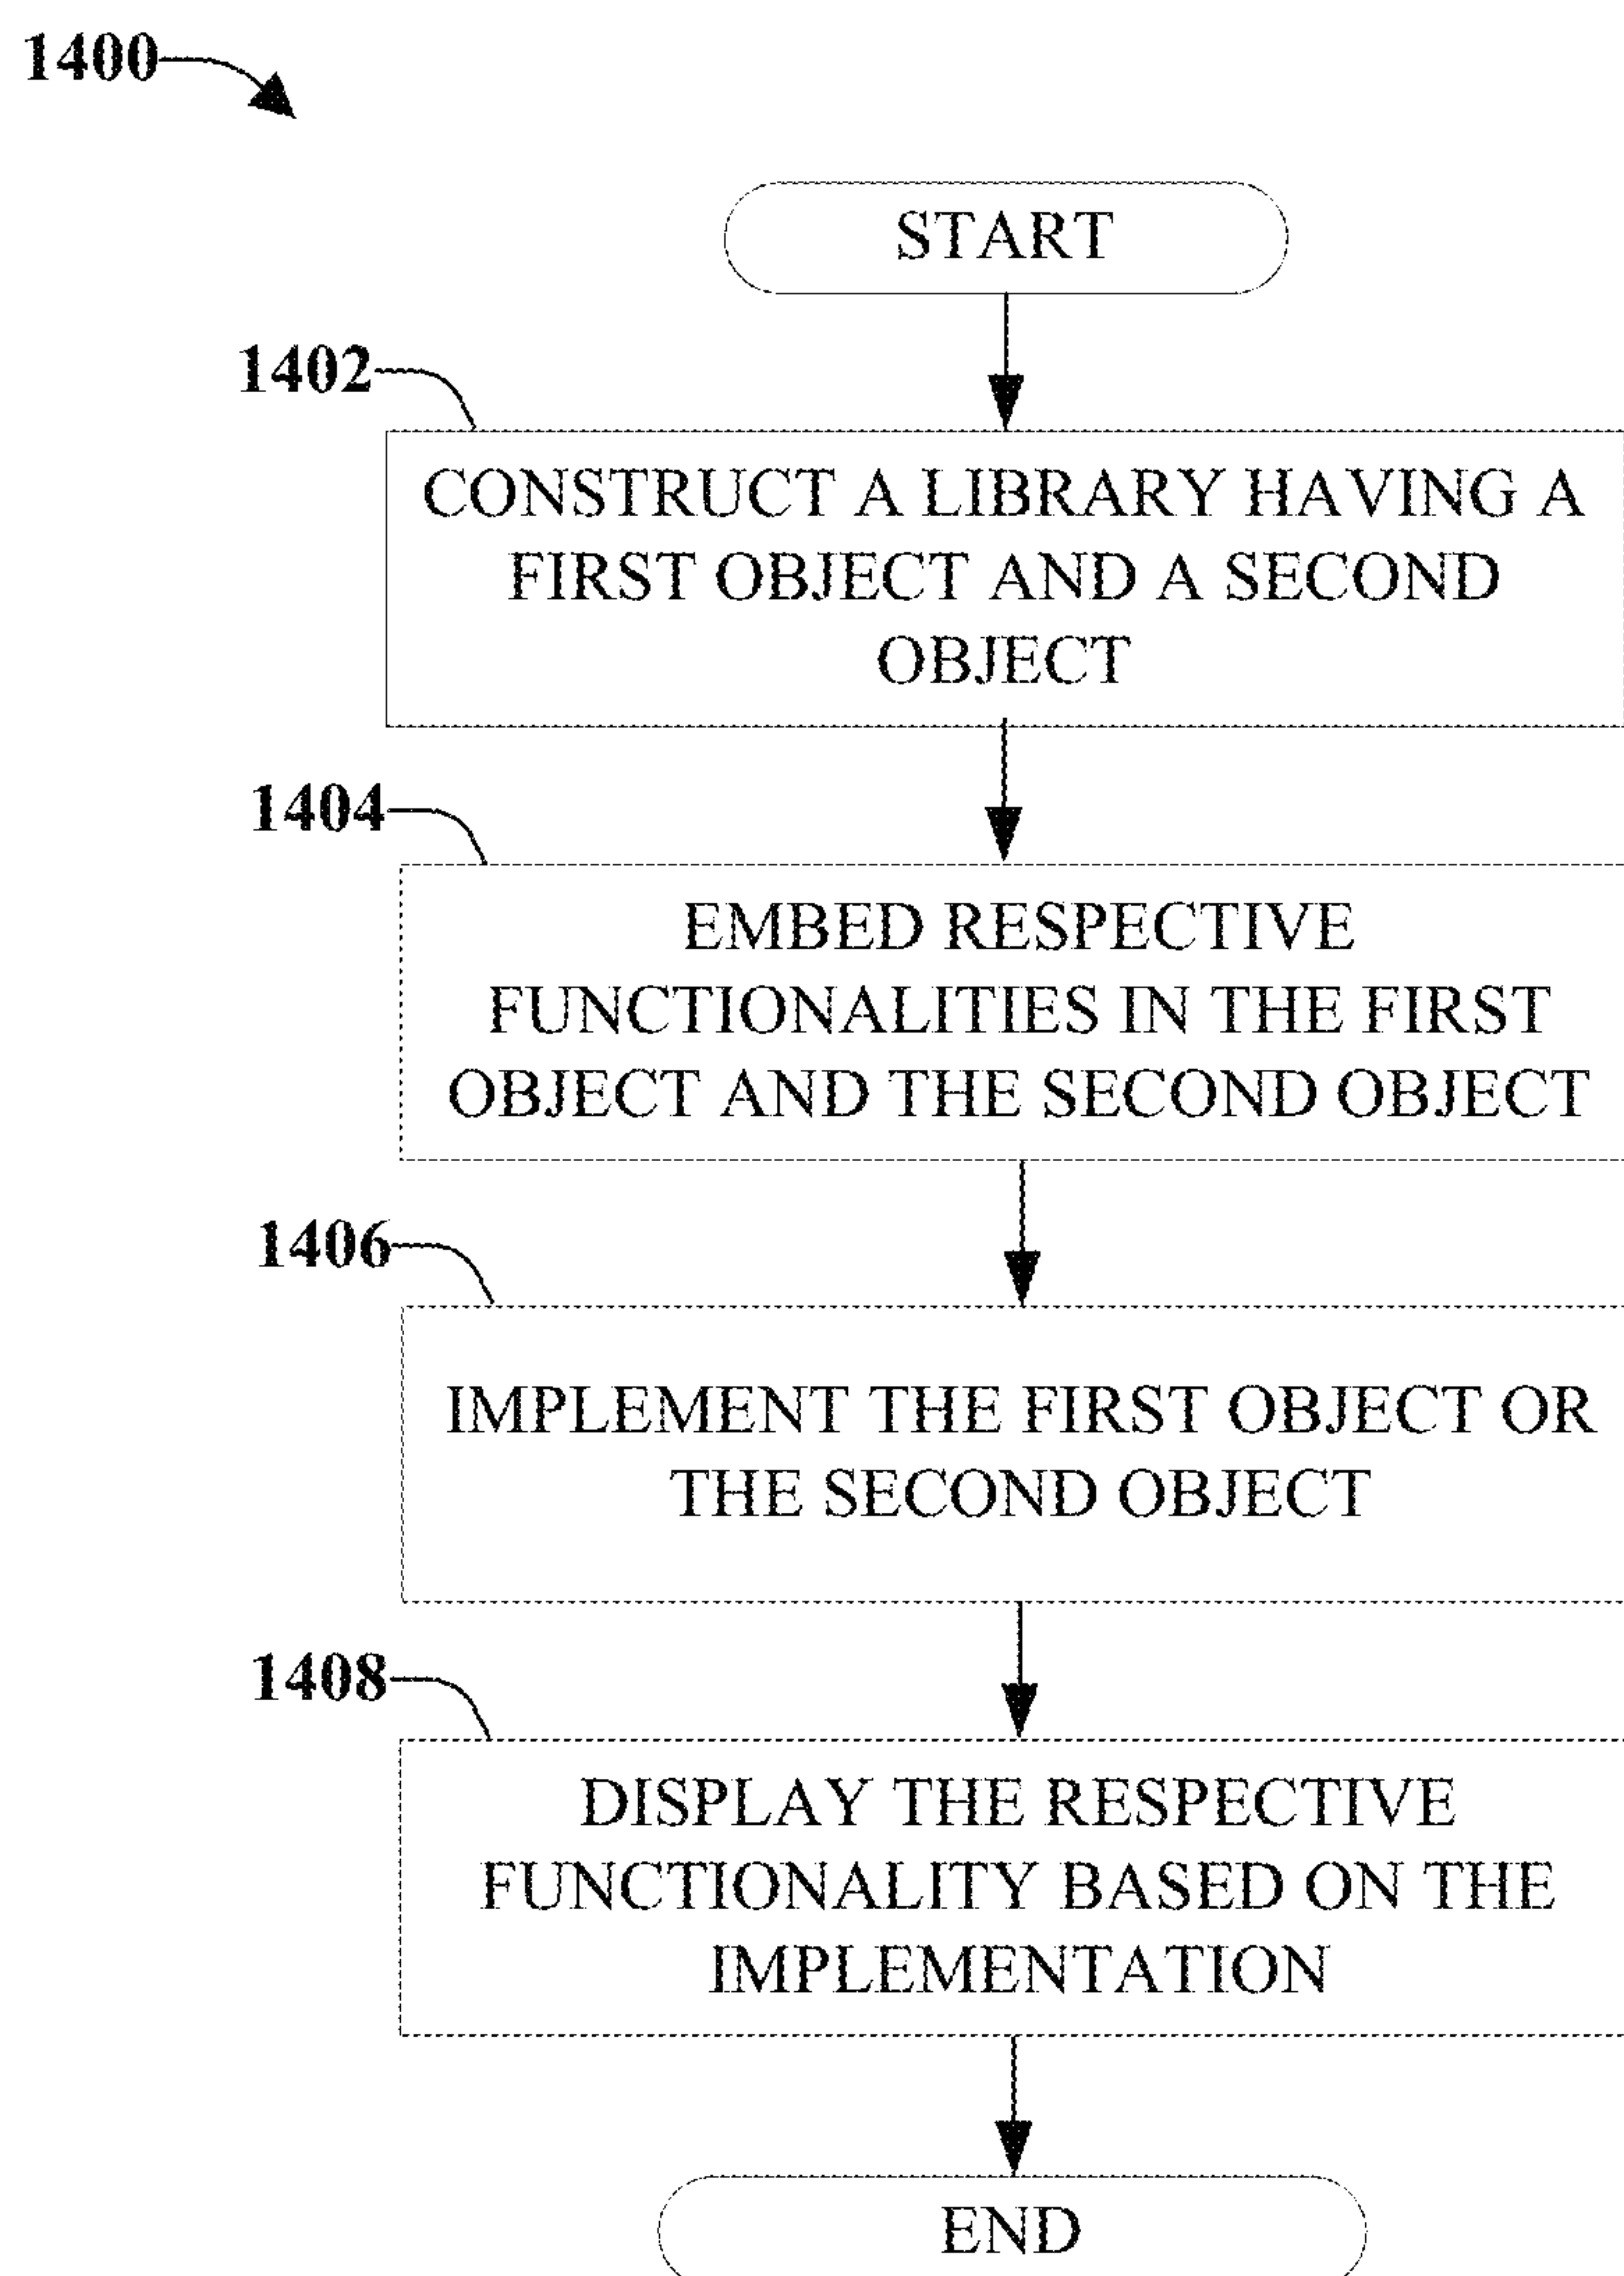 1400
START
1402
CONSTRUCT A LIBRARY HAVING A
FIRST OBJECT AND A SECOND
OBJECT
1404
EMBED RESPECTIVE
FUNCTIONALITIES IN THE FIRST
OBJECT AND THE SECOND OBJECT
1406
IMPLEMENT THE FIRST OBJECT OR
THE SECOND OBJECT
1408
DISPLAY THE RESPECTIVE
FUNCTIONALITY BASED ON THE
IMPLEMENTATION
END